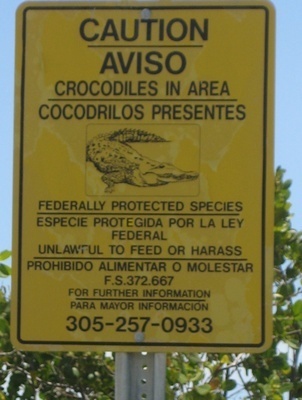 CAUTION
AVISO
CROCODILES IN AREA
COCODRILOS PRESENTES
FEDERALLY PROTECTED SPECIES
ESPECIE PROTEGIDA POR LA LEY
FEDERAL
UNLAWFUL TO FEED OR HARASS
PROHIBIDO ALIMENTAR O MOLESTAR
F.S.372.667
FOR FURTHER INFORMATION
PARA MAYOR INFORMACIÓN
305-257-0933